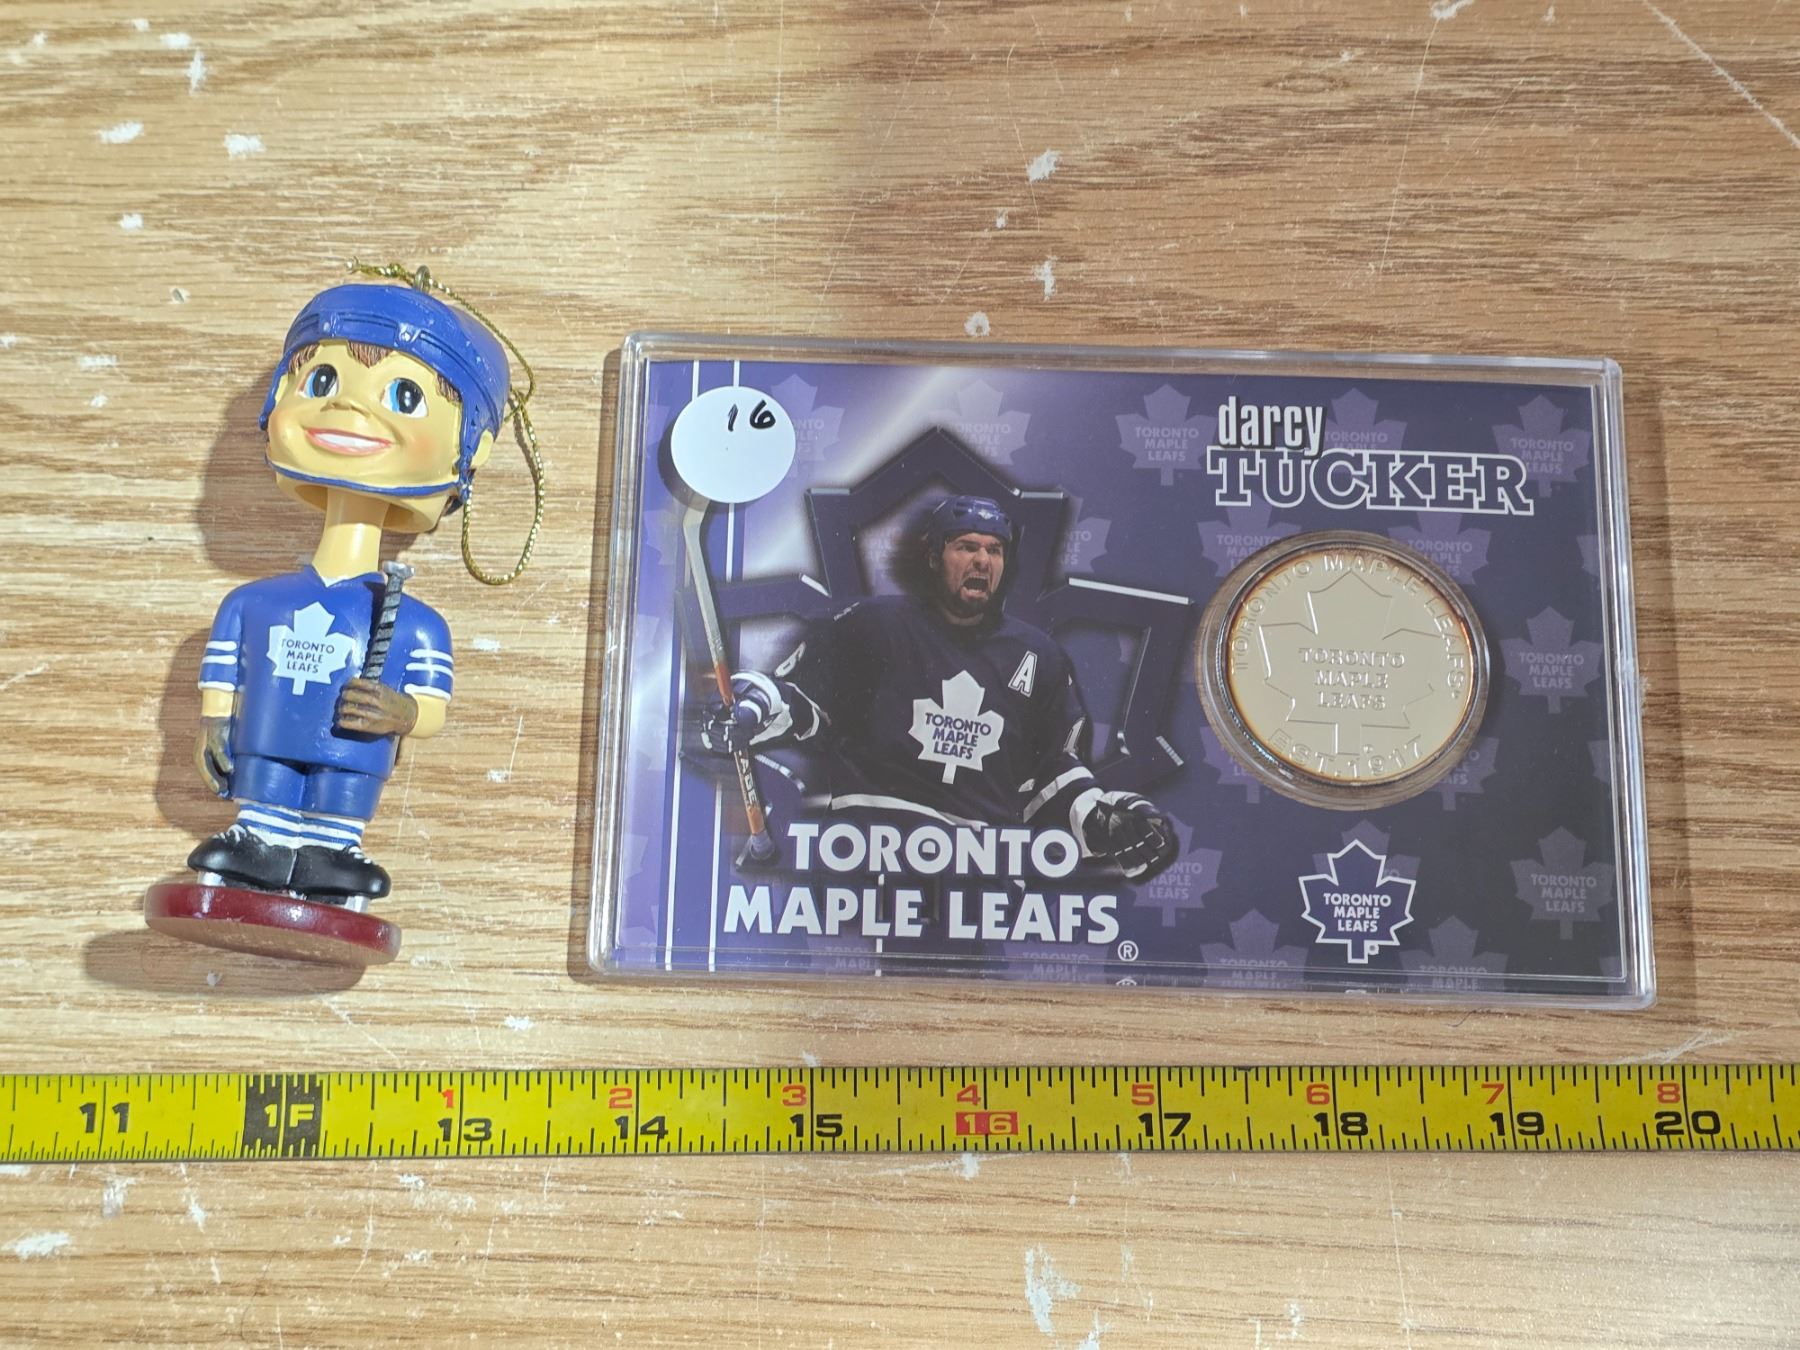 16
darcy
TUCKER
TORONTO
MAPLE
LEAFS
A
TORONTO
MAPLE
LEAFS
TORONTO MAPLE LEAFS
TORONTO
MAPLE
LEAFS
EST. 1917
TORONTO
MAPLE LEAFS®
TORONTO
MAPLE
LEAFS
1 2 3 4 5 6 7 8
11 1F 13 14 15 16 17 18 19 20